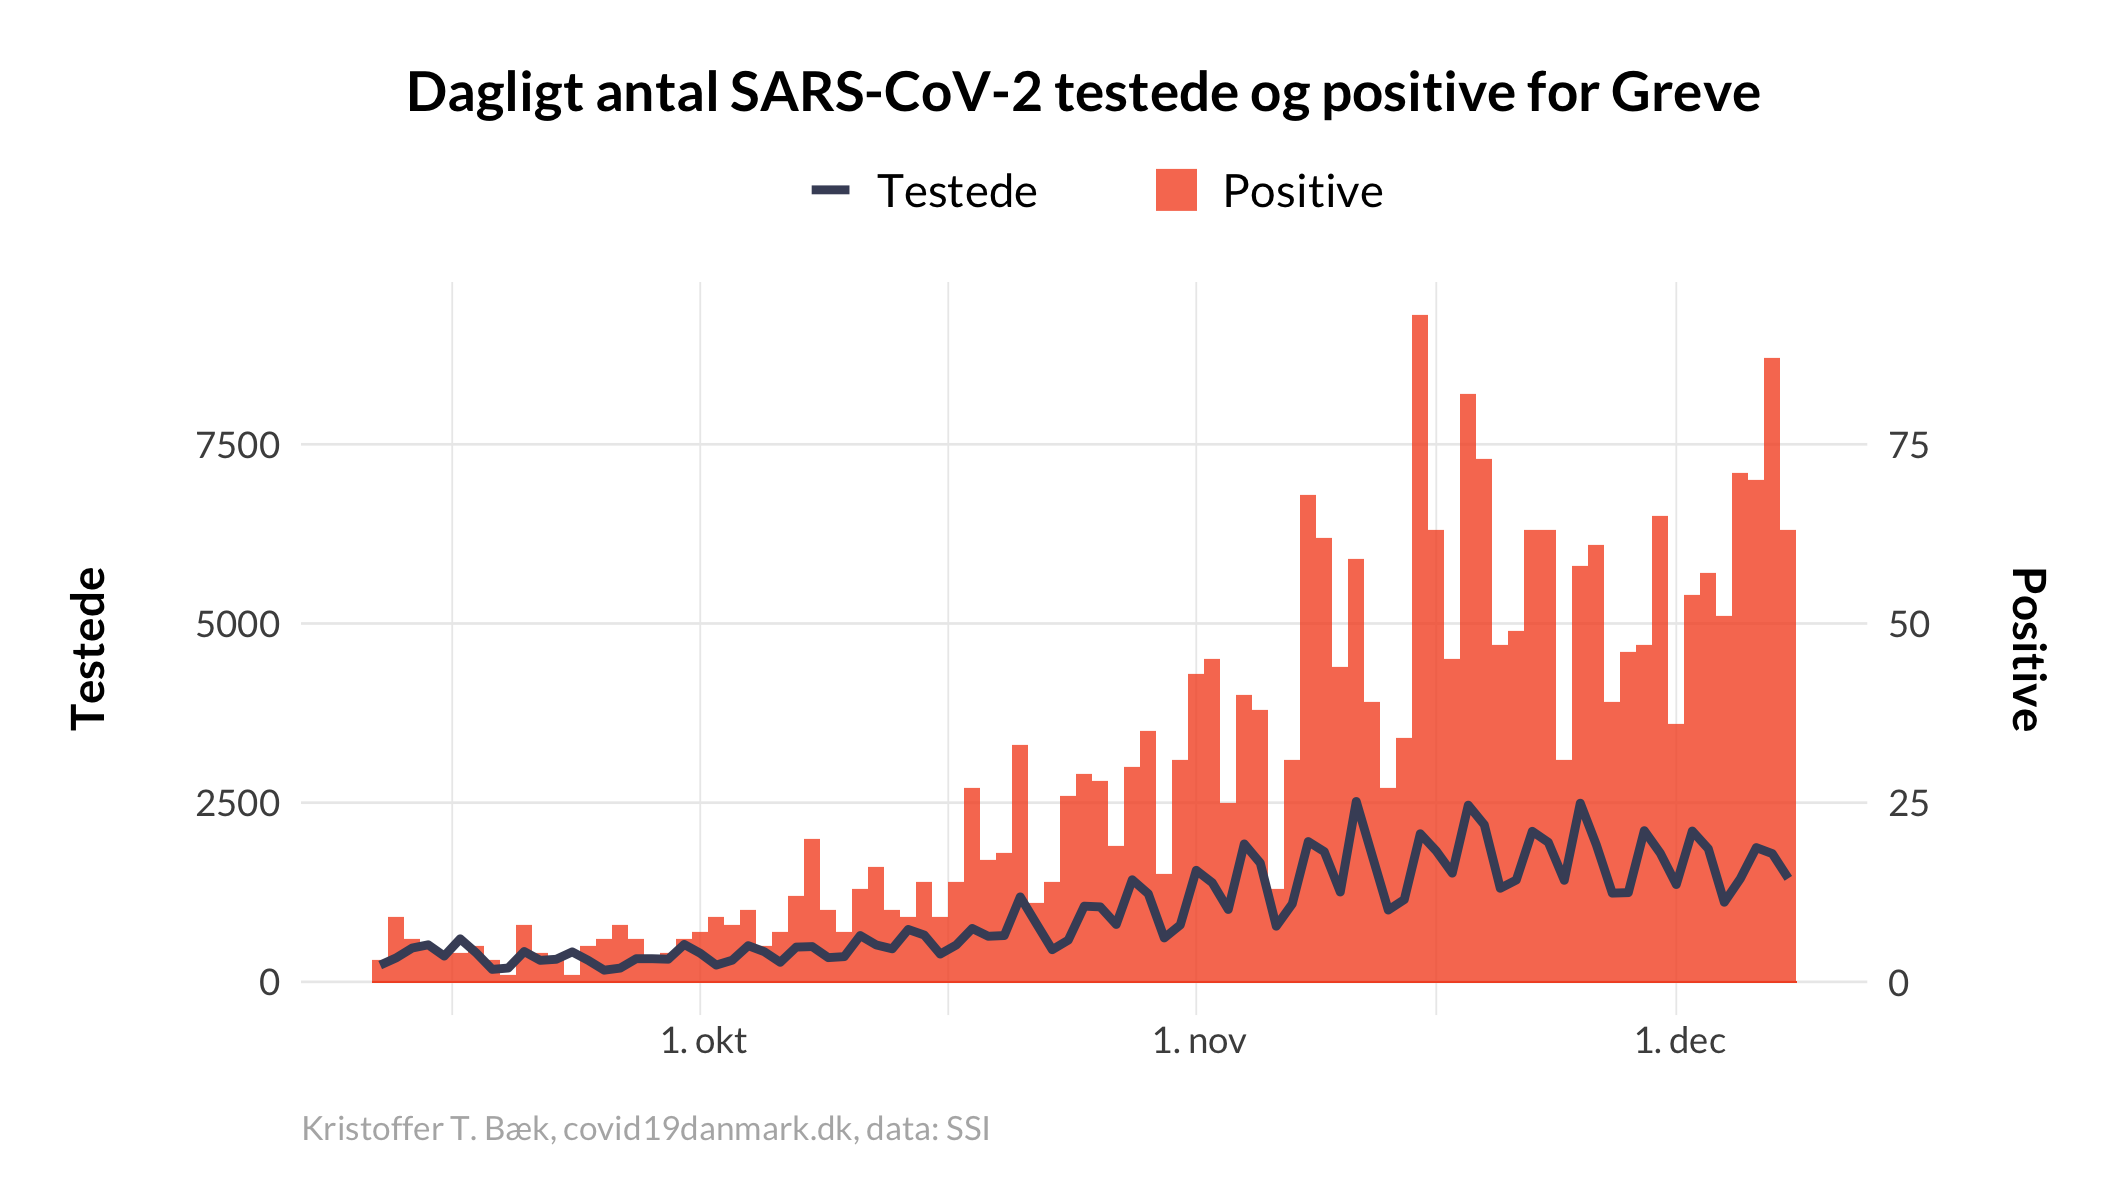 Dagligt antal SARS-CoV-2 testede og positive for Greve
Testede
Positive
7500
5000
2500
0
75
50
25
0
Testede
Positive
1. okt
1. nov
1. dec
Kristoffer T. Bæk, covid19danmark.dk, data: SSI